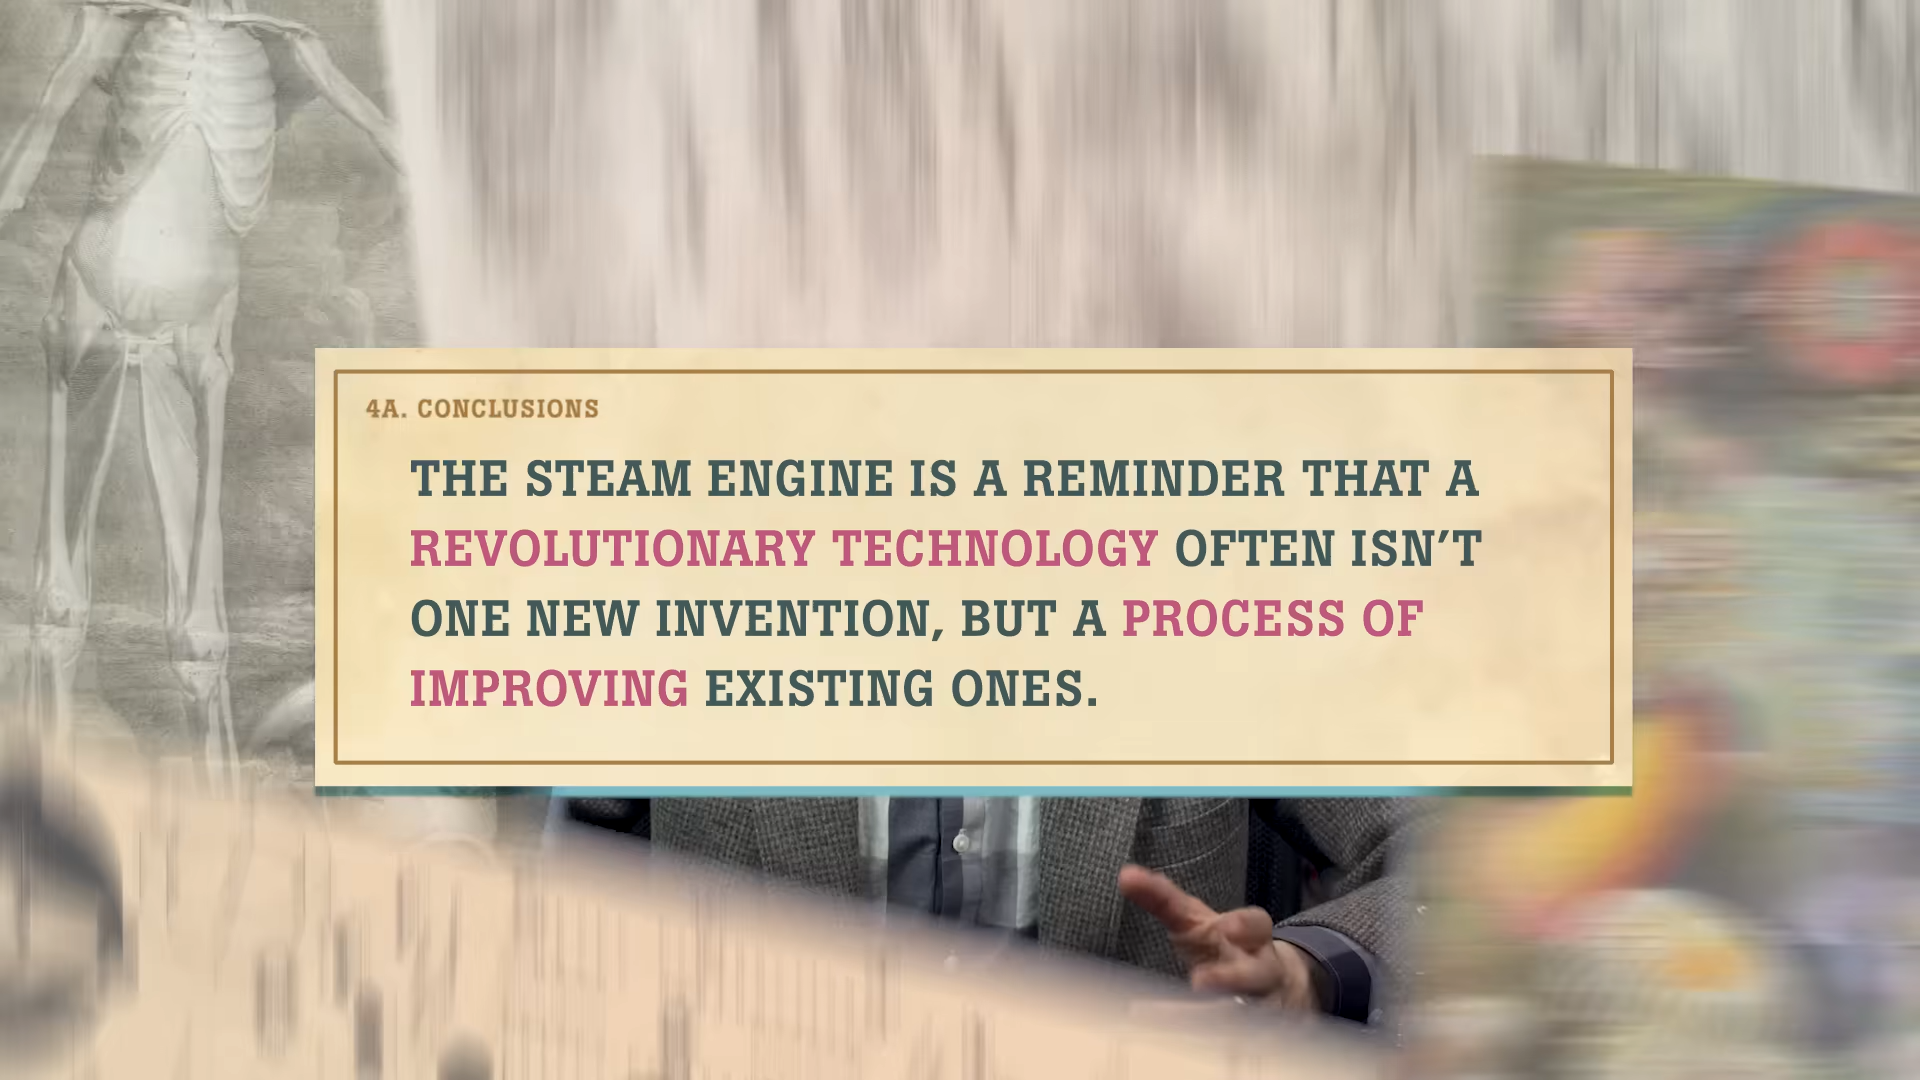 4A. CONCLUSIONS
THE STEAM ENGINE IS A REMINDER THAT A
REVOLUTIONARY TECHNOLOGY OFTEN ISN’T
ONE NEW INVENTION, BUT A PROCESS OF
IMPROVING EXISTING ONES.